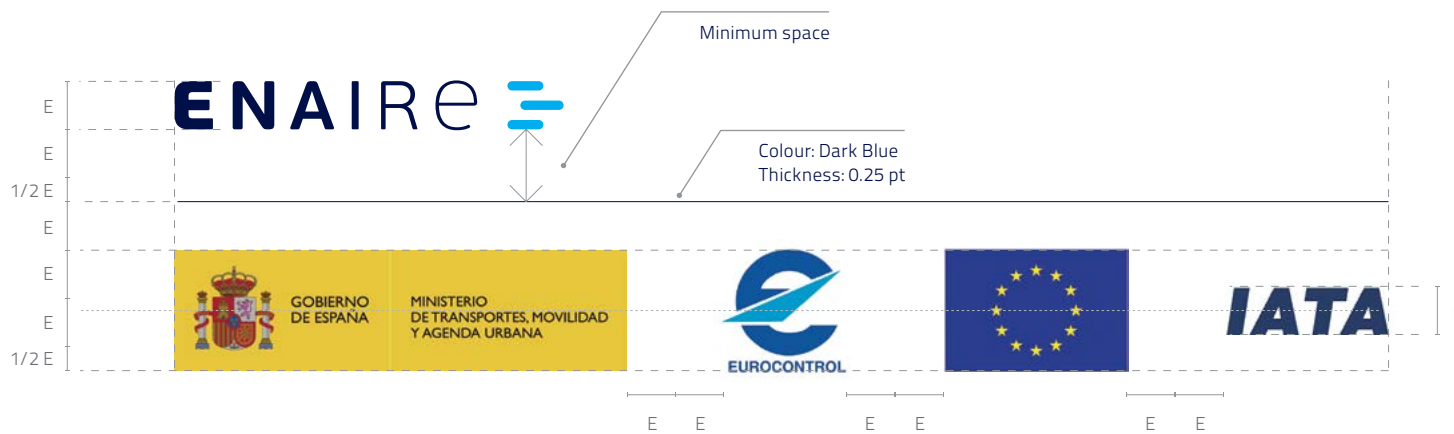 Minimum space
E
ENAIRe
E
Colour: Dark Blue
Thickness: 0.25 pt
1/2 E
E
E
GOBIERNO
DE ESPAÑA
MINISTERIO
DE TRANSPORTES, MOVILIDAD
Y AGENDA URBANA
E
1/2 E
EUROCONTROL
IATA
E E E E E E